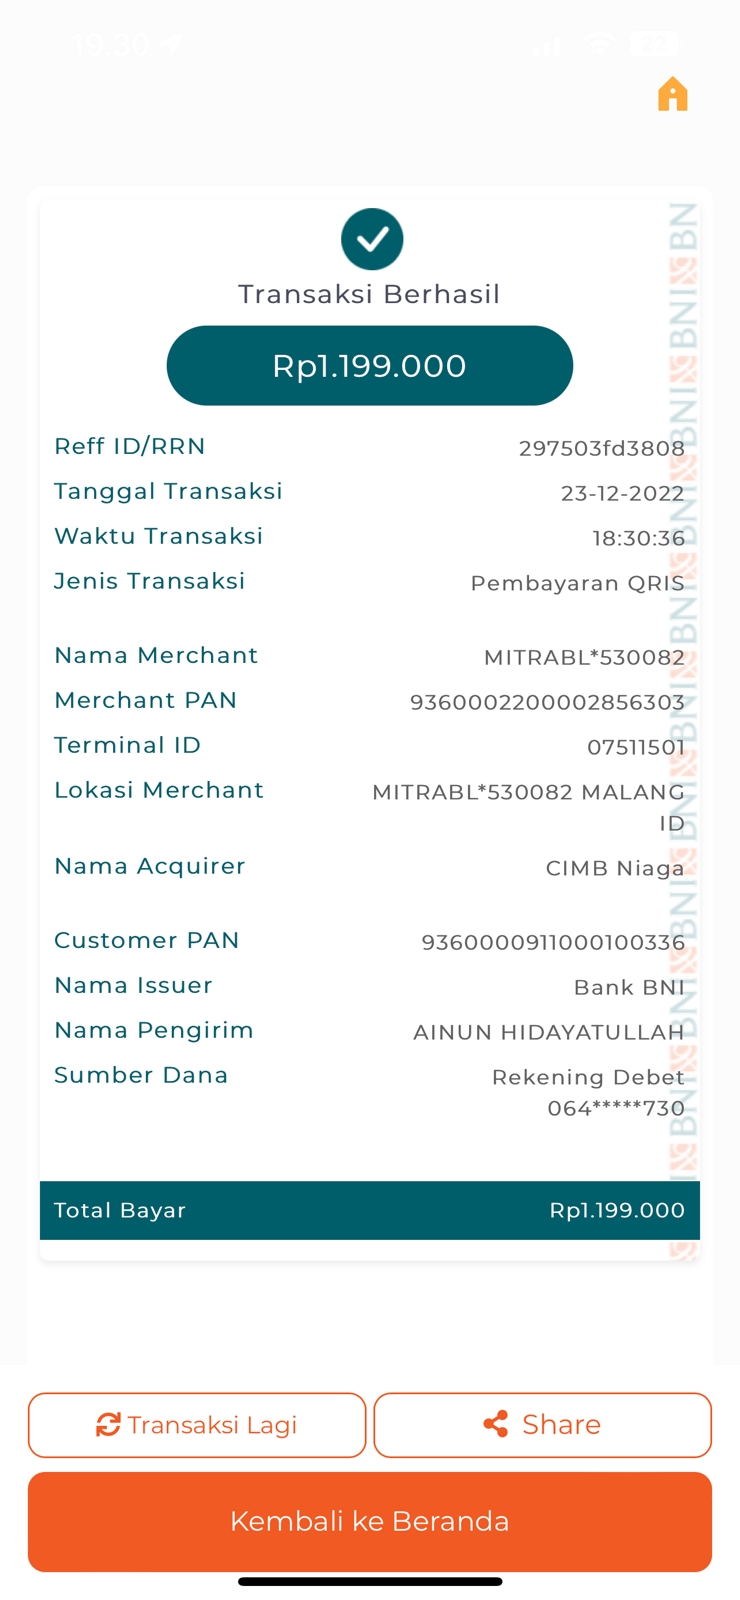 19.30
22
Transaksi Berhasil
Rp1.199.000
Reff ID/RRN 297503fd3808
Tanggal Transaksi 23-12-2022
Waktu Transaksi 18:30:36
Jenis Transaksi Pembayaran QRIS
Nama Merchant MITRABL*530082
Merchant PAN 9360002200002856303
Terminal ID 07511501
Lokasi Merchant MITRABL*530082 MALANG
ID
Nama Acquirer CIMB Niaga
Customer PAN 9360000911000100336
Nama Issuer Bank BNI
Nama Pengirim AINUN HIDAYATULLAH
Sumber Dana Rekening Debet
064*****730
Total Bayar Rp1.199.000
BNI BNI BNI BNI BNI BNI BNI BNI BNI BN
Transaksi Lagi
Share
Kembali ke Beranda